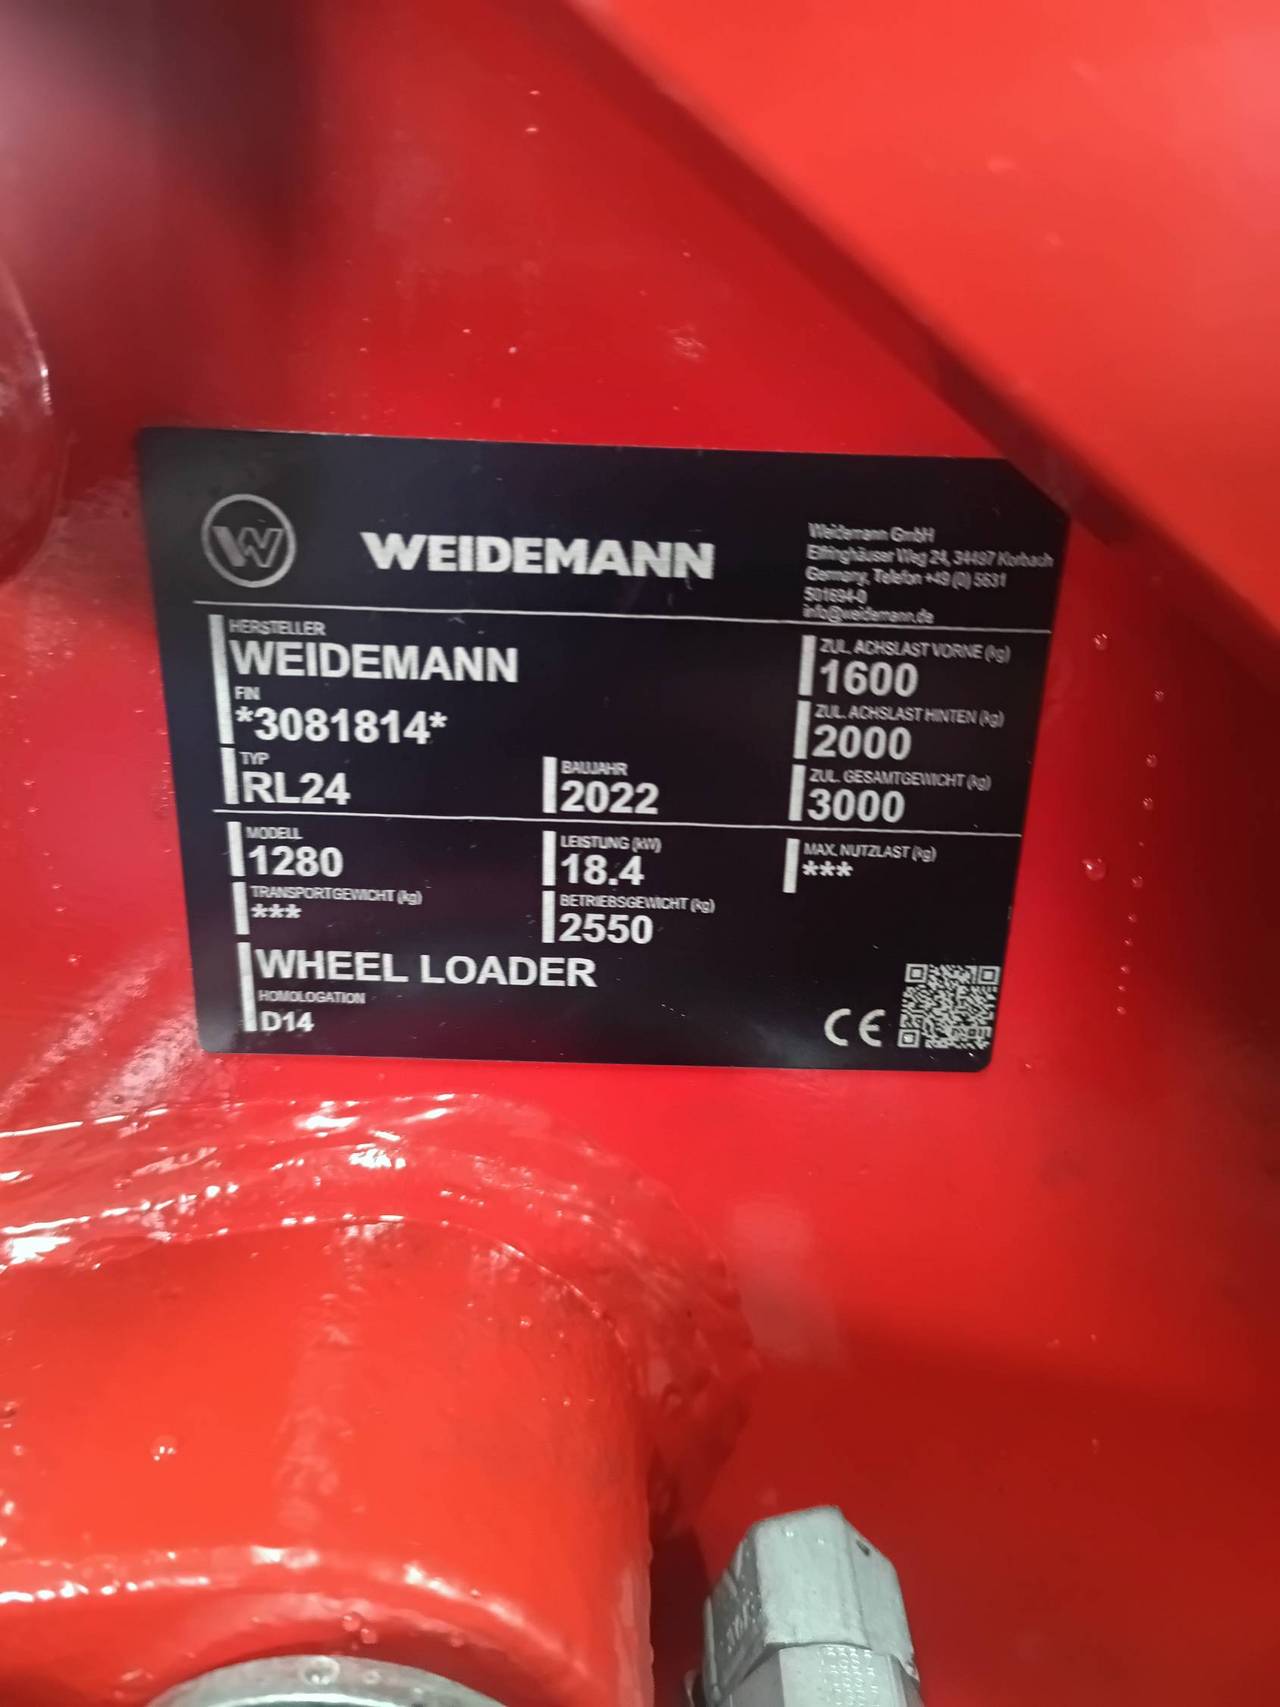 W
WEIDEMANN
Weidemann GmbH
Elfringhäuser Weg 24, 34497 Korbach
Germany, Telefon +49 (0) 5631
501694-0
info@weidemann.de
HERSTELLER
WEIDEMANN
FIN
*3081814*
TYP
RL24
BAUJAHR
2022
ZUL. ACHSLAST VORNE (kg)
1600
ZUL. ACHSLAST HINTEN (kg)
2000
ZUL. GESAMTGEWICHT (kg)
3000
MODELL
1280
LEISTUNG (kW)
18.4
MAX. NUTZLAST (kg)
***
TRANSPORTGEWICHT (kg)
***
BETRIEBSGEWICHT (kg)
2550
WHEEL LOADER
HOMOLOGATION
D14
CE